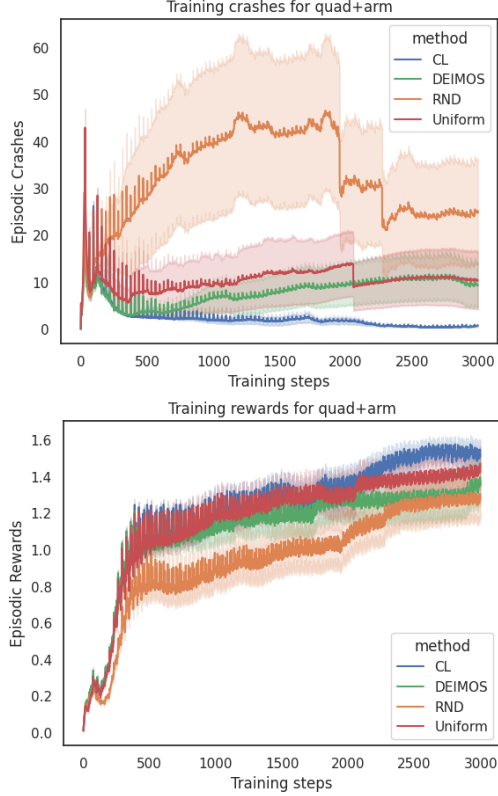 Training crashes for quad+arm
method
CL
DEIMOS
RND
Uniform
Episodic Crashes
60
50
40
30
20
10
0
0 500 1000 1500 2000 2500 3000
Training steps
Training rewards for quad+arm
Episodic Rewards
1.6
1.4
1.2
1.0
0.8
0.6
0.4
0.2
0.0
method
CL
DEIMOS
RND
Uniform
0 500 1000 1500 2000 2500 3000
Training steps